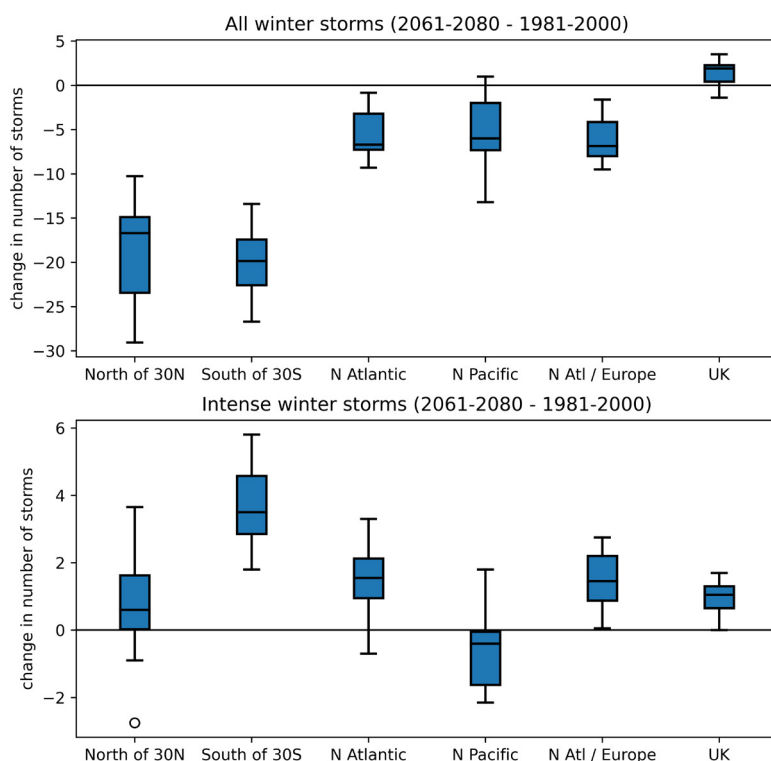 All winter storms (2061-2080 - 1981-2000)
5
0
−5
−10
−15
−20
−25
−30
change in number of storms
North of 30N South of 30S N Atlantic N Pacific N Atl / Europe UK
Intense winter storms (2061-2080 - 1981-2000)
6
4
2
0
−2
change in number of storms
North of 30N South of 30S N Atlantic N Pacific N Atl / Europe UK